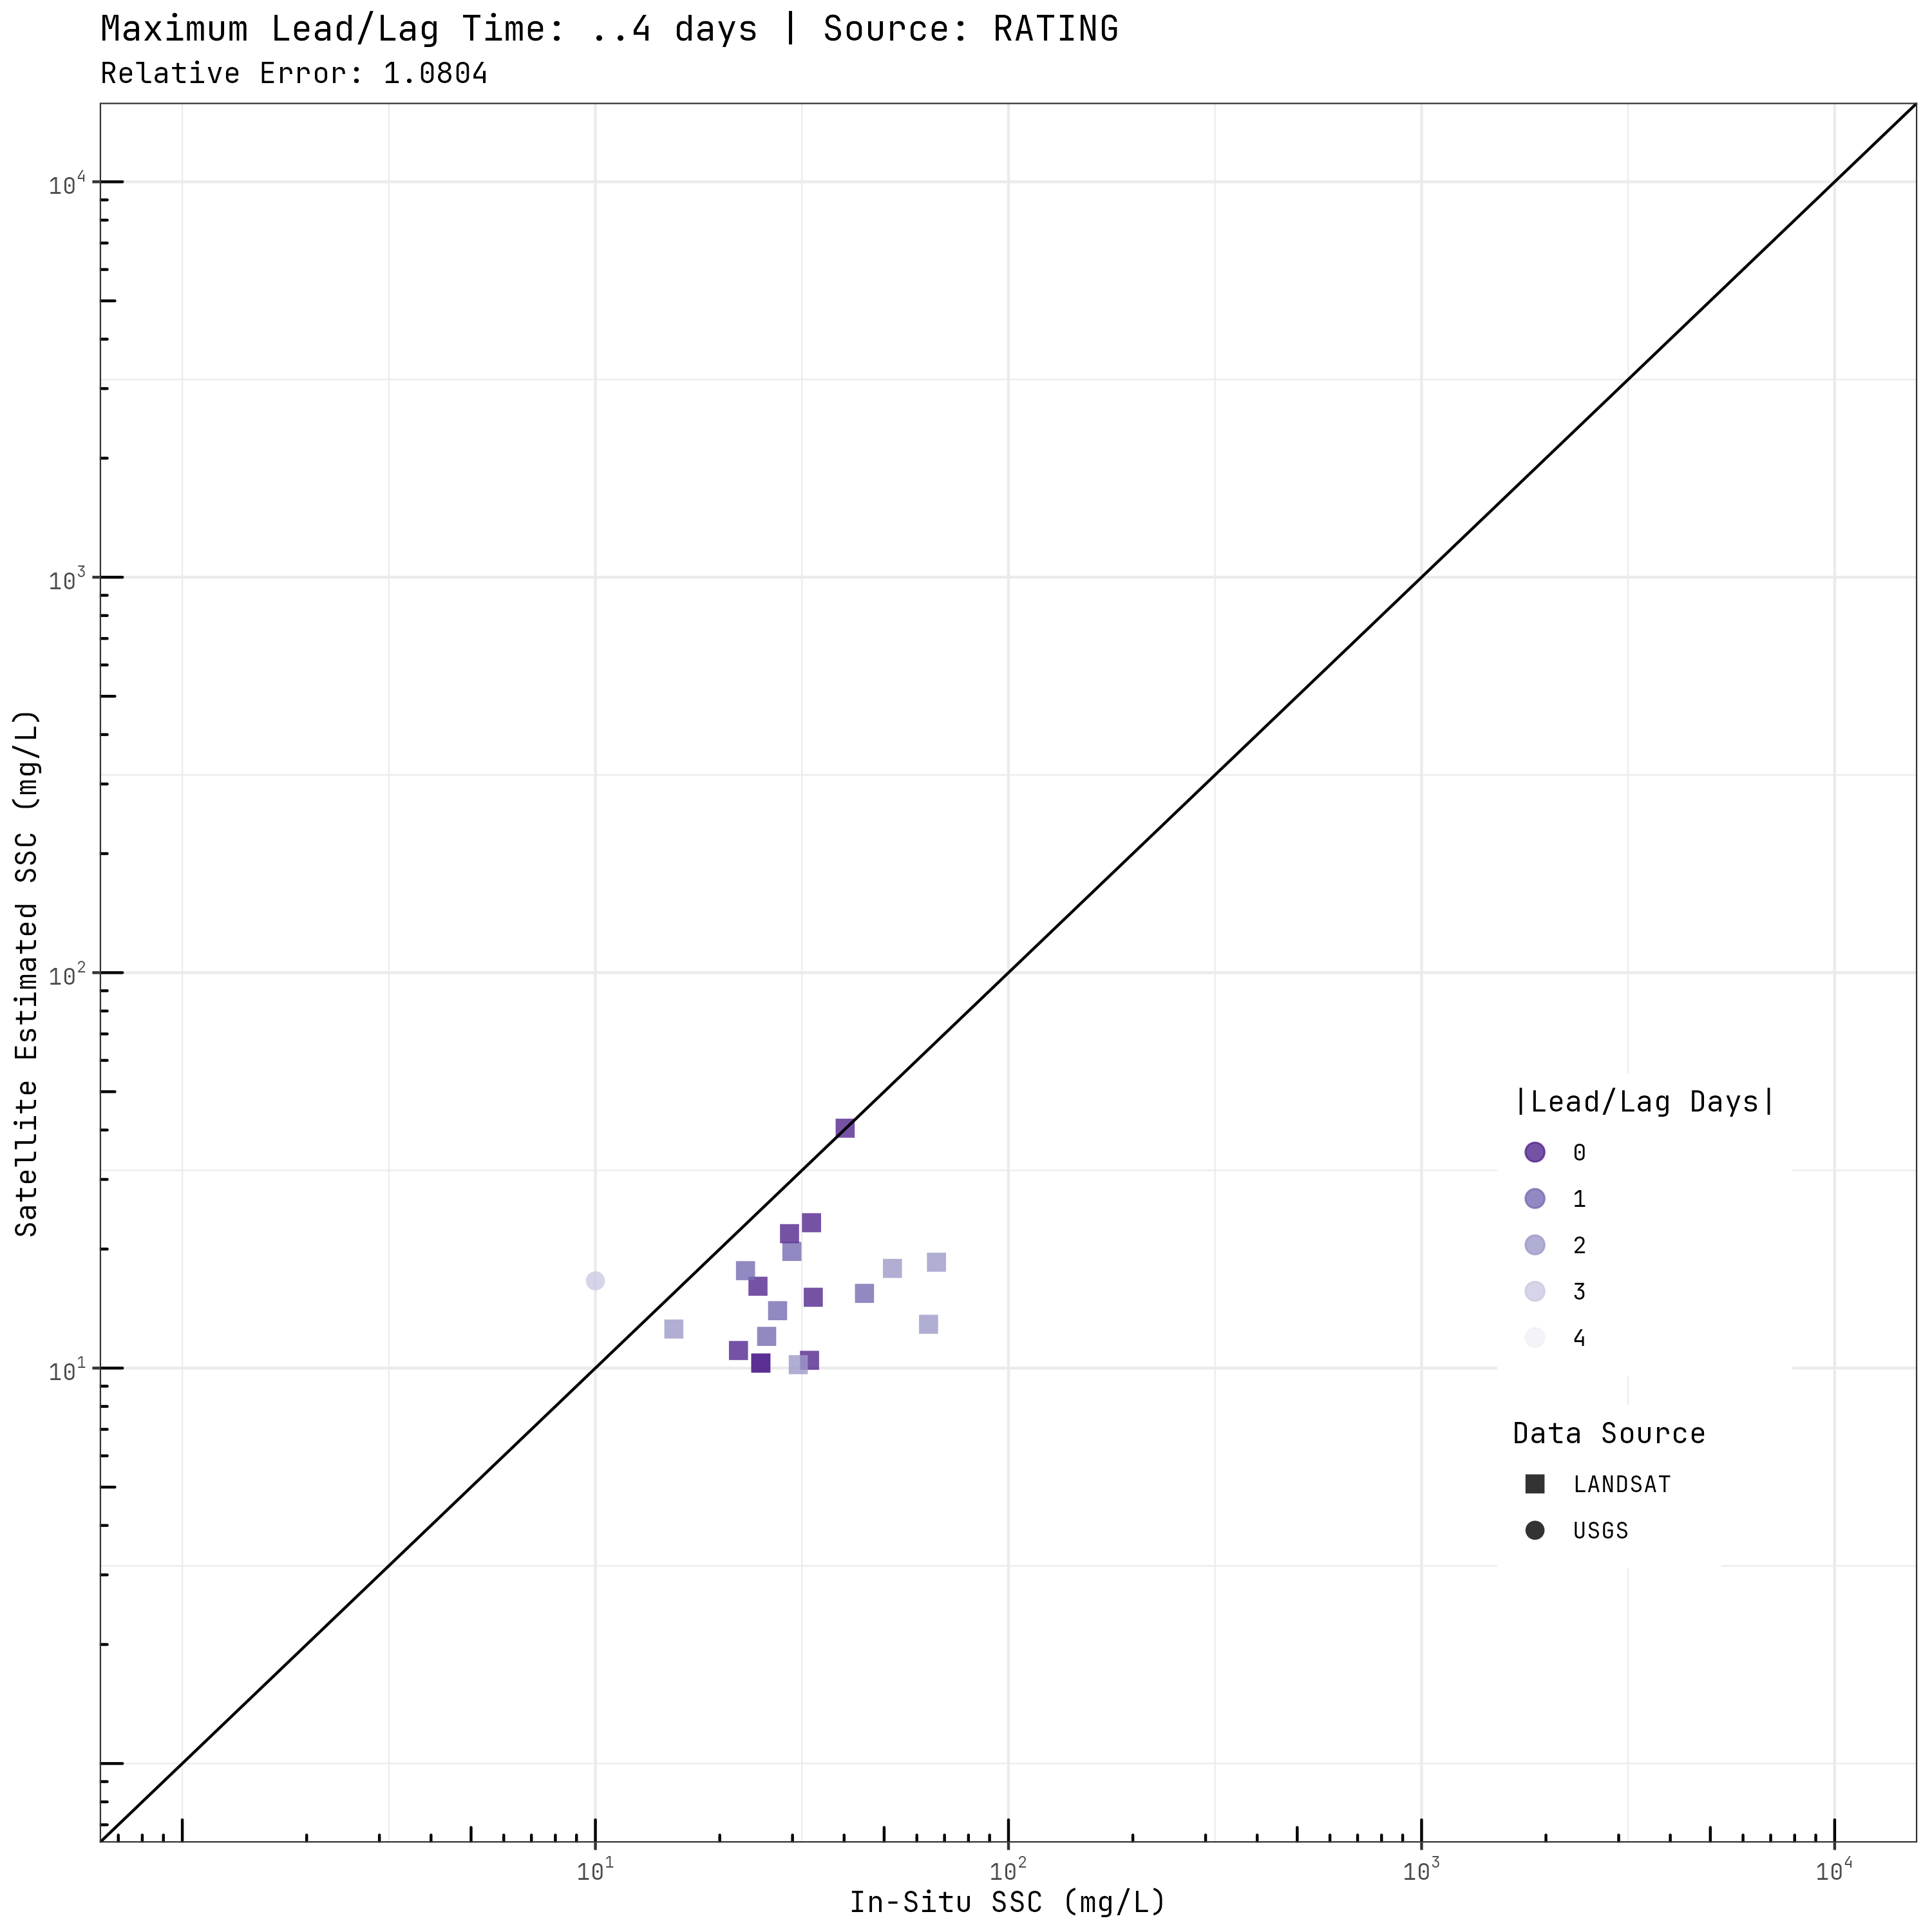 Maximum Lead/Lag Time: ..4 days | Source: RATING
Relative Error: 1.0804
10⁴
10³
10²
10¹
Satellite Estimated SSC (mg/L)
|Lead/Lag Days|
0
1
2
3
4
Data Source
LANDSAT
USGS
10¹ 10² 10³ 10⁴
In-Situ SSC (mg/L)